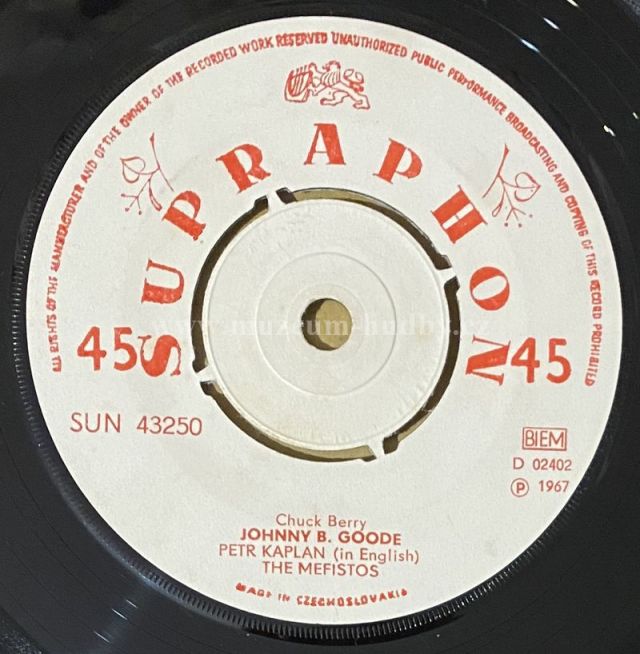 ALL RIGHTS OF THE MANUFACTURER AND OF THE OWNER OF THE RECORDED WORK RESERVED UNAUTHORIZED PUBLIC PERFORMANCE BROADCASTING AND COPYING OF THIS RECORD PROHIBITED
SUPRAPHON
45 45
www.muzeum-hudby.cz
SUN 43250
BIEM
D 02402
Ⓟ 1967
Chuck Berry
JOHNNY B. GOODE
PETR KAPLAN (in English)
THE MEFISTOS
MADE IN CZECHOSLOVAKIA